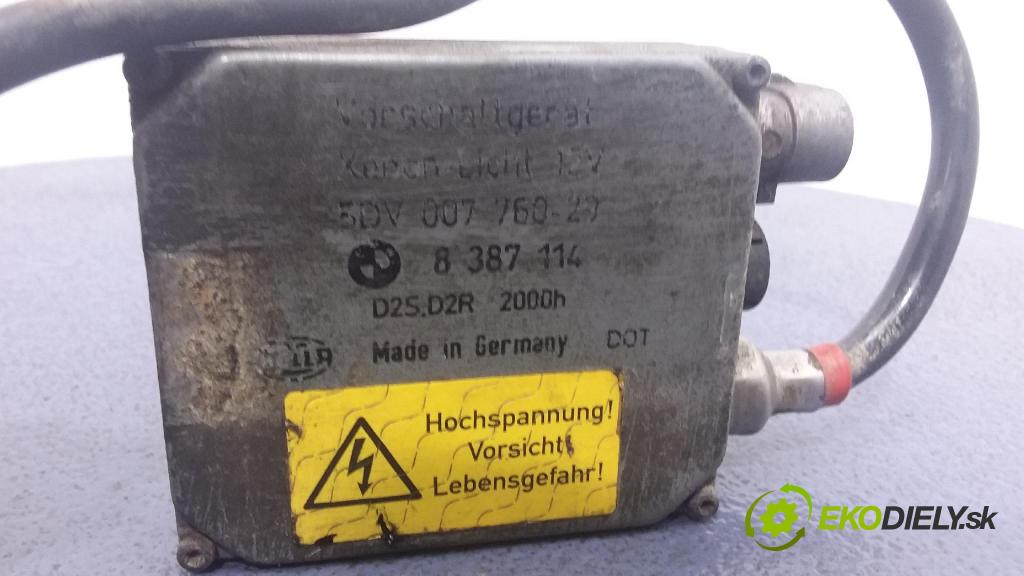 Vorschaltgerät
Xenon-Licht 12V
5DV 007 760-
8 387 114
D2S,D2R 2000h
HELLA Made in Germany DOT
Hochspannung!
Vorsicht!
Lebensgefahr!
EKODIELY.sk